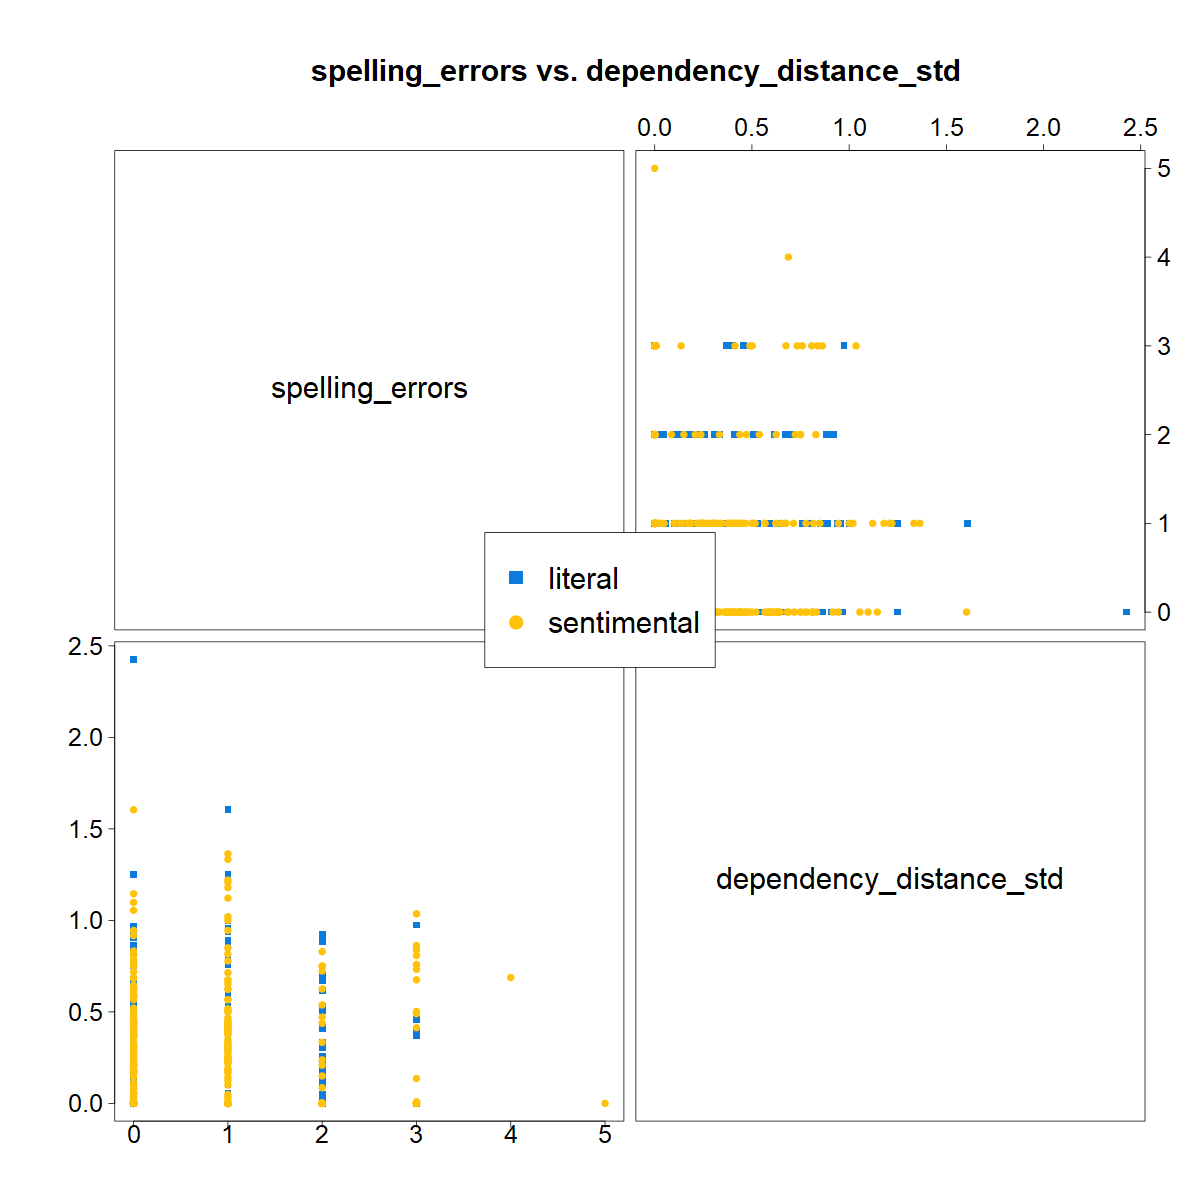 spelling_errors vs. dependency_distance_std
0.0 0.5 1.0 1.5 2.0 2.5
5
4
spelling_errors
3
2
1
0
literal
sentimental
2.5
2.0
1.5
1.0
0.5
0.0
dependency_distance_std
0 1 2 3 4 5